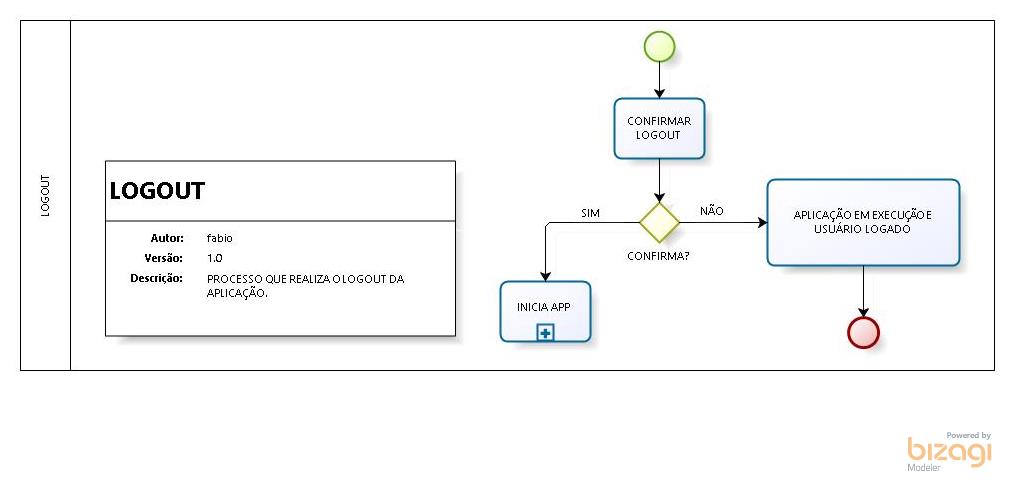 LOGOUT
LOGOUT
Autor: fabio
Versão: 1.0
Descrição: PROCESSO QUE REALIZA O LOGOUT DA
APLICAÇÃO.
CONFIRMAR
LOGOUT
SIM
NÃO
CONFIRMA?
INICIA APP
APLICAÇÃO EM EXECUÇÃO E
USUÁRIO LOGADO
Powered by
bizagi
Modeler